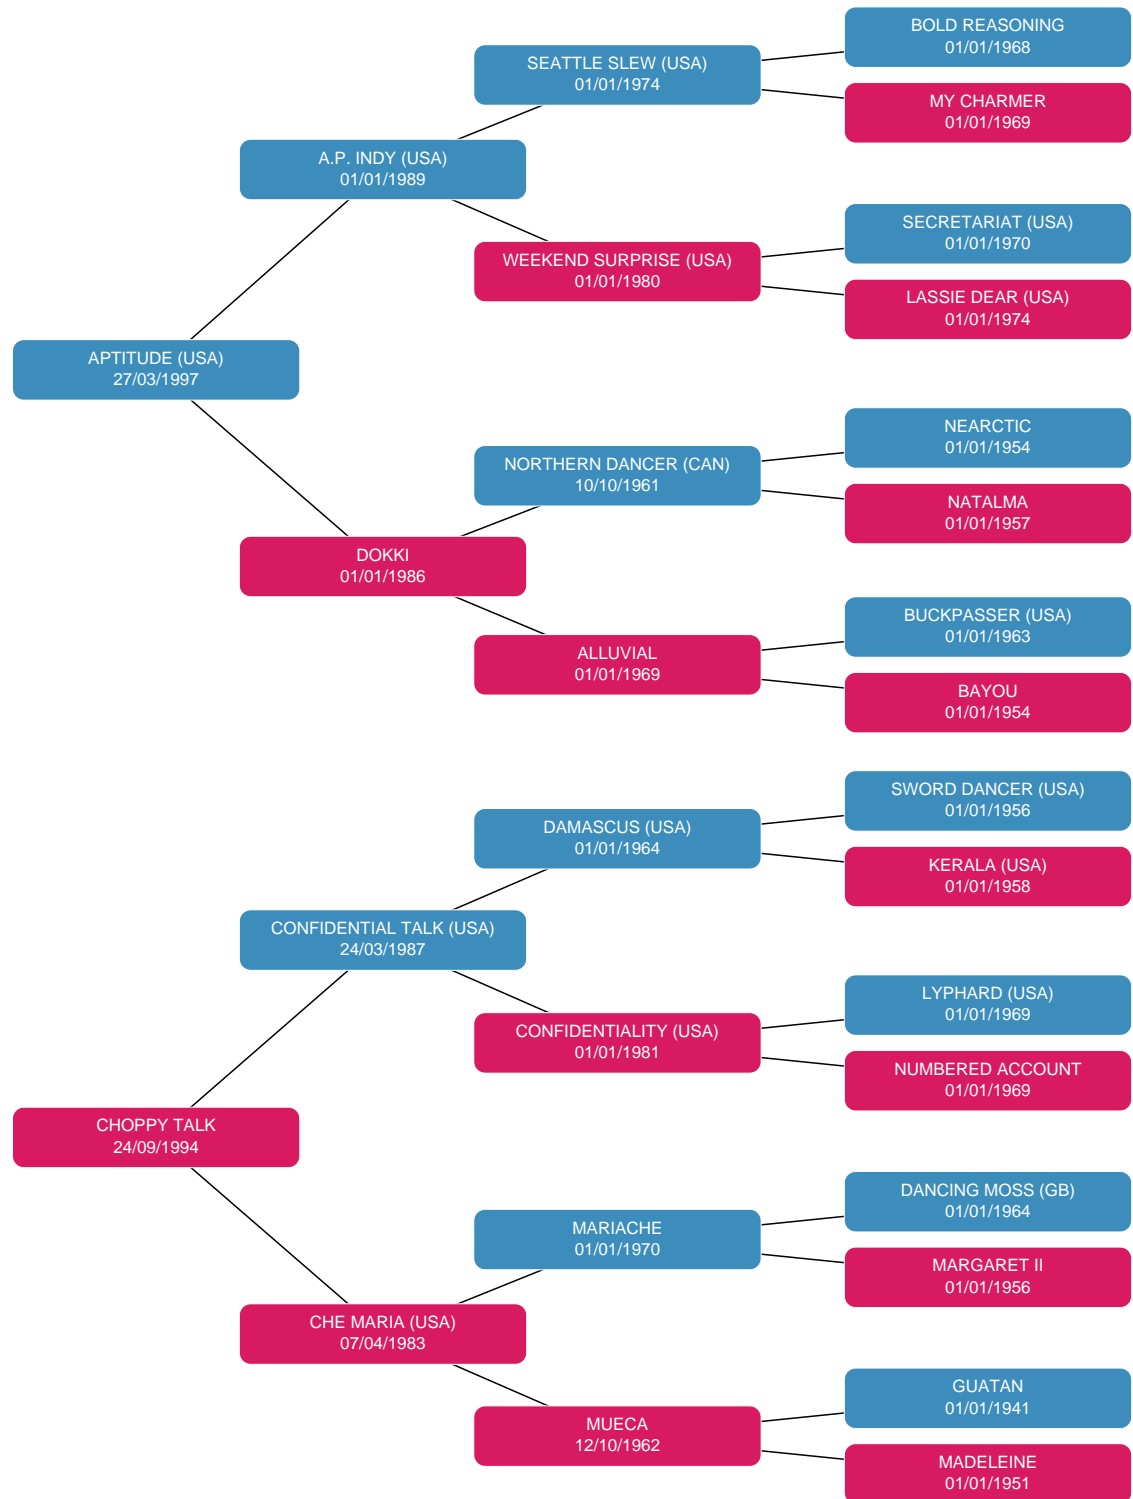 BOLD REASONING
01/01/1968
SEATTLE SLEW (USA)
01/01/1974
MY CHARMER
01/01/1969
A.P. INDY (USA)
01/01/1989
SECRETARIAT (USA)
01/01/1970
WEEKEND SURPRISE (USA)
01/01/1980
LASSIE DEAR (USA)
01/01/1974
APTITUDE (USA)
27/03/1997
NEARCTIC
01/01/1954
NORTHERN DANCER (CAN)
10/10/1961
NATALMA
01/01/1957
DOKKI
01/01/1986
BUCKPASSER (USA)
01/01/1963
ALLUVIAL
01/01/1969
BAYOU
01/01/1954
SWORD DANCER (USA)
01/01/1956
DAMASCUS (USA)
01/01/1964
KERALA (USA)
01/01/1958
CONFIDENTIAL TALK (USA)
24/03/1987
LYPHARD (USA)
01/01/1969
CONFIDENTIALITY (USA)
01/01/1981
NUMBERED ACCOUNT
01/01/1969
CHOPPY TALK
24/09/1994
DANCING MOSS (GB)
01/01/1964
MARIACHE
01/01/1970
MARGARET II
01/01/1956
CHE MARIA (USA)
07/04/1983
GUATAN
01/01/1941
MUECA
12/10/1962
MADELEINE
01/01/1951